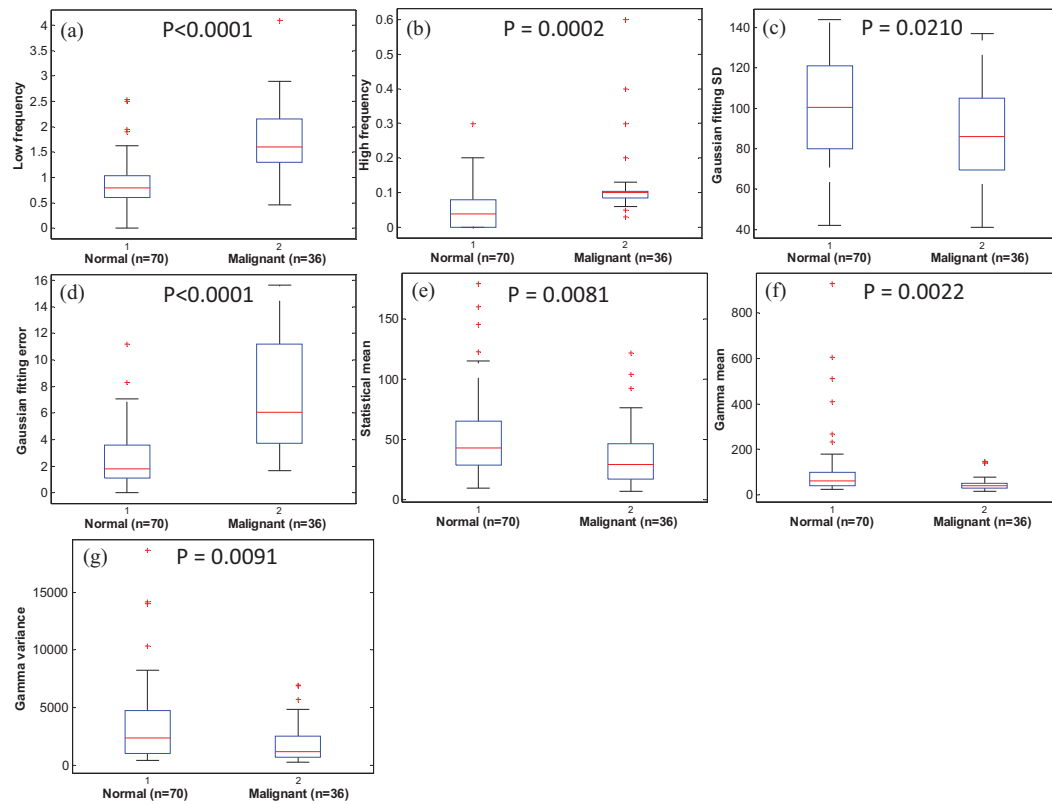 (a) P<0.0001
Low frequency
4
3.5
3
2.5
2
1.5
1
0.5
0
1 2
Normal (n=70) Malignant (n=36)
(b) P = 0.0002
High frequency
0.6
0.5
0.4
0.3
0.2
0.1
0
1 2
Normal (n=70) Malignant (n=36)
(c) P = 0.0210
Gaussian fitting SD
140
120
100
80
60
40
1 2
Normal (n=70) Malignant (n=36)
(d) P<0.0001
Gaussian fitting error
16
14
12
10
8
6
4
2
0
1 2
Normal (n=70) Malignant (n=36)
(e) P = 0.0081
Statistical mean
150
100
50
0
1 2
Normal (n=70) Malignant (n=36)
(f) P = 0.0022
Gamma mean
800
600
400
200
0
1 2
Normal (n=70) Malignant (n=36)
(g) P = 0.0091
Gamma variance
15000
10000
5000
0
1 2
Normal (n=70) Malignant (n=36)